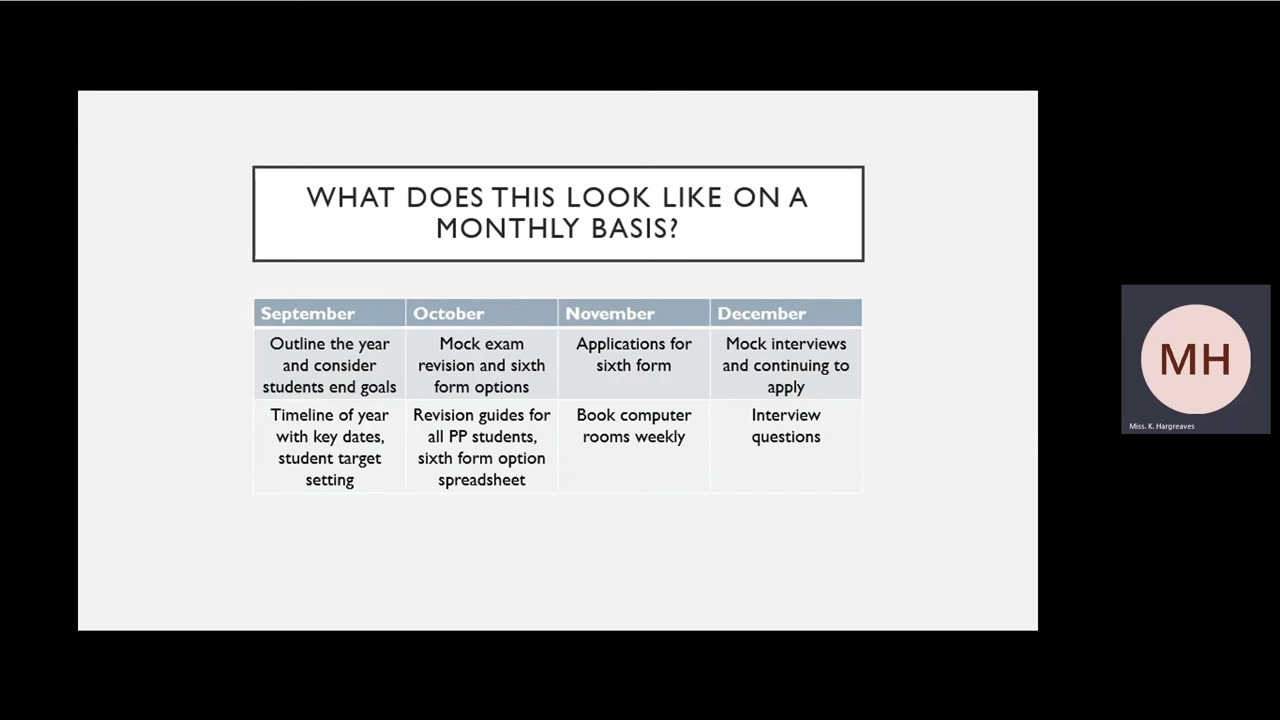 WHAT DOES THIS LOOK LIKE ON A
MONTHLY BASIS?
September
October
November
December
Outline the year
and consider
students end goals
Mock exam
revision and sixth
form options
Applications for
sixth form
Mock interviews
and continuing to
apply
Timeline of year
with key dates,
student target
setting
Revision guides for
all PP students,
sixth form option
spreadsheet
Book computer
rooms weekly
Interview
questions
MH
Miss. K. Hargreaves